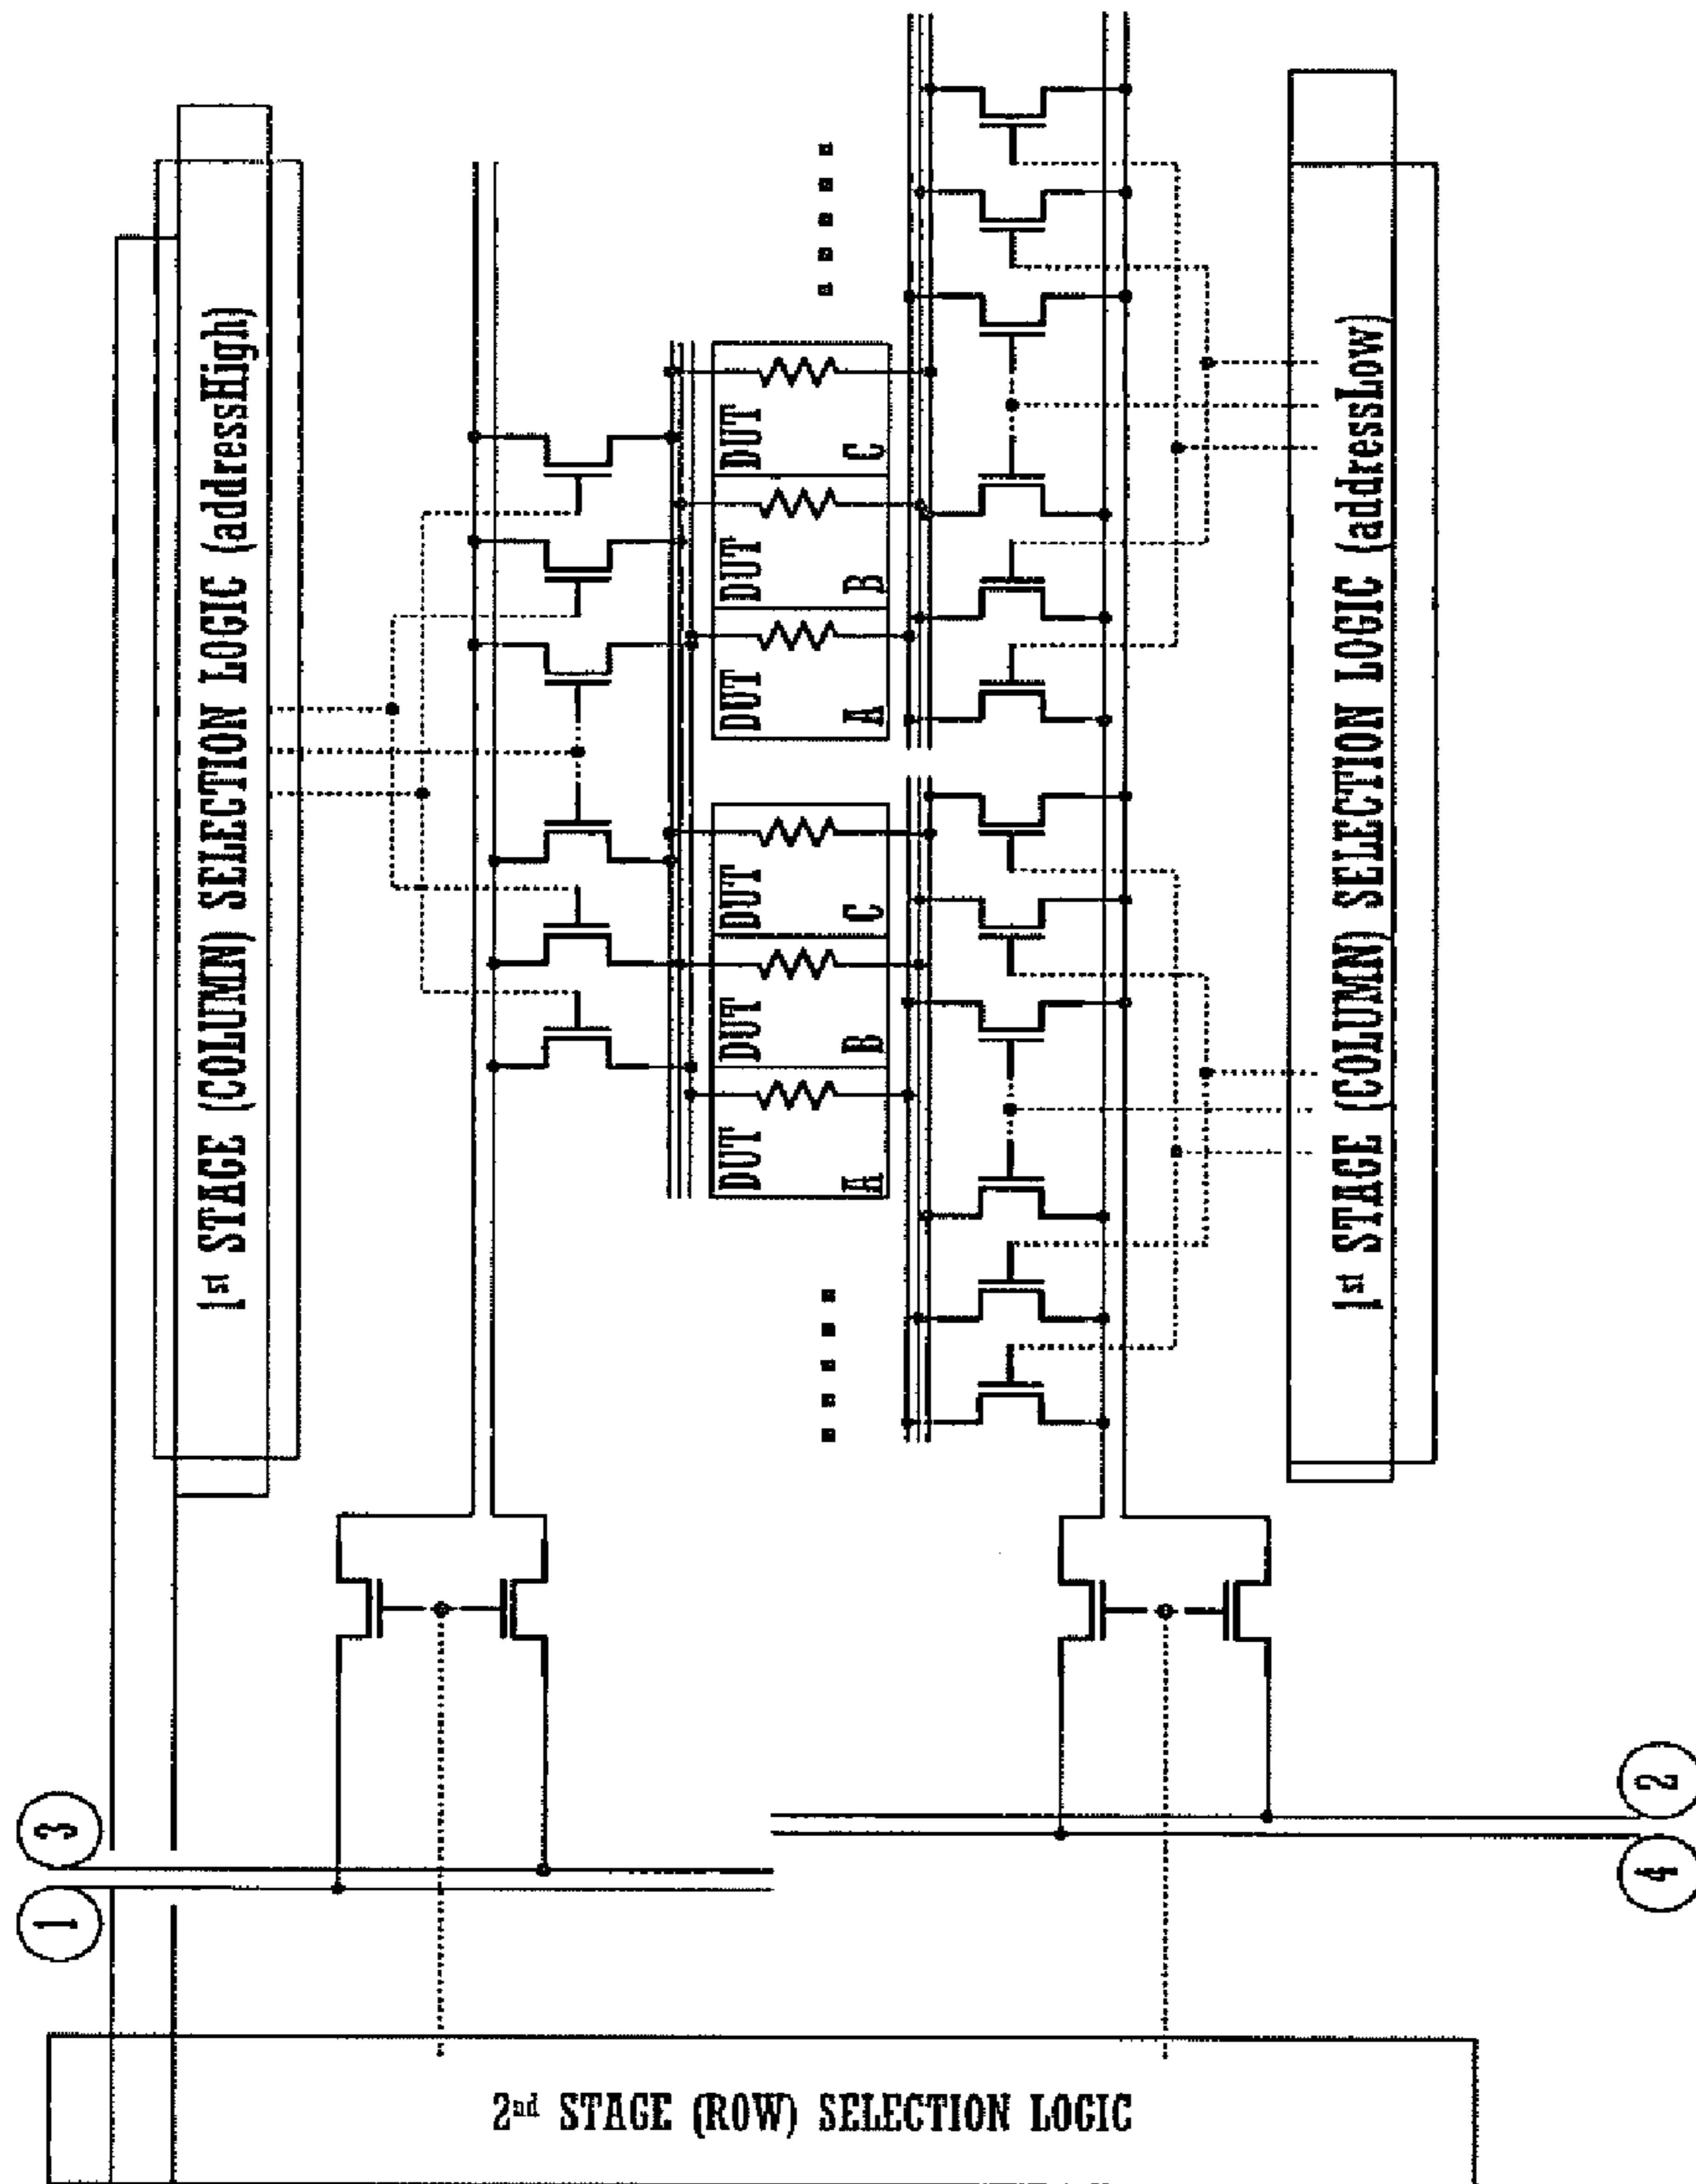 1st STAGE (COLUMN) SELECTION LOGIC (addressHigh)
DUT A
DUT B
DUT C
DUT A
DUT B
DUT C
1st STAGE (COLUMN) SELECTION LOGIC (addressLow)
1
3
4
2
2nd STAGE (ROW) SELECTION LOGIC